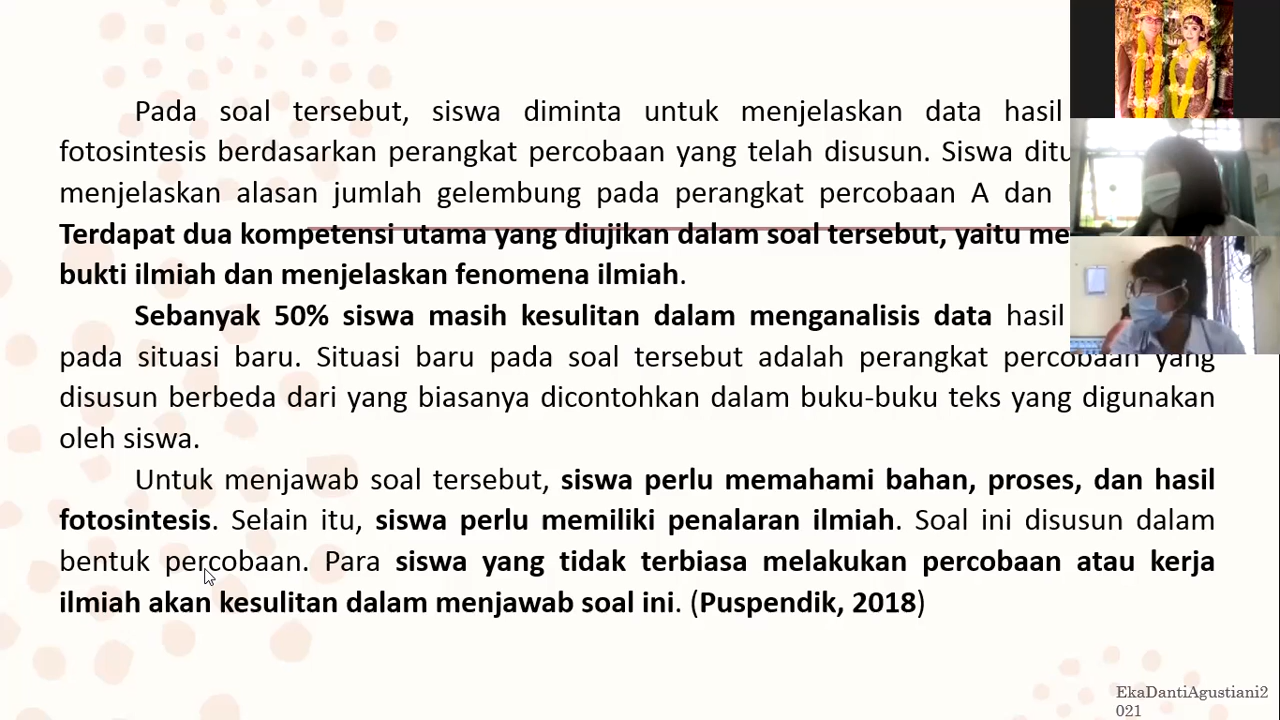 Pada soal tersebut, siswa diminta untuk menjelaskan data hasil
fotosintesis berdasarkan perangkat percobaan yang telah disusun. Siswa
menjelaskan alasan jumlah gelembung pada perangkat percobaan A dan
Terdapat dua kompetensi utama yang diujikan dalam soal tersebut, yaitu
bukti ilmiah dan menjelaskan fenomena ilmiah.
Sebanyak 50% siswa masih kesulitan dalam menganalisis data hasil
pada situasi baru. Situasi baru pada soal tersebut adalah perangkat percobaan yang
disusun berbeda dari yang biasanya dicontohkan dalam buku-buku teks yang digunakan
oleh siswa.
Untuk menjawab soal tersebut, siswa perlu memahami bahan, proses, dan hasil
fotosintesis. Selain itu, siswa perlu memiliki penalaran ilmiah. Soal ini disusun dalam
bentuk percobaan. Para siswa yang tidak terbiasa melakukan percobaan atau kerja
ilmiah akan kesulitan dalam menjawab soal ini. (Puspendik, 2018)
EkaDantiAgustiani2
021